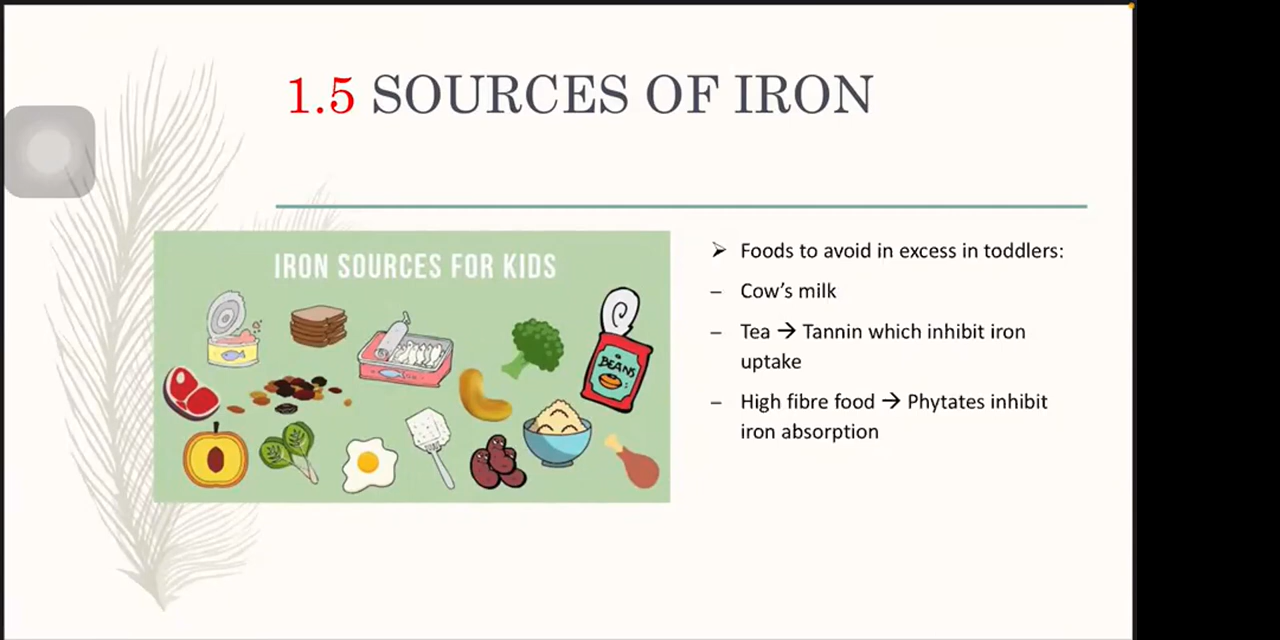 1.5 SOURCES OF IRON
IRON SOURCES FOR KIDS
BEANS
➢ Foods to avoid in excess in toddlers:
– Cow’s milk
– Tea → Tannin which inhibit iron
uptake
– High fibre food → Phytates inhibit
iron absorption